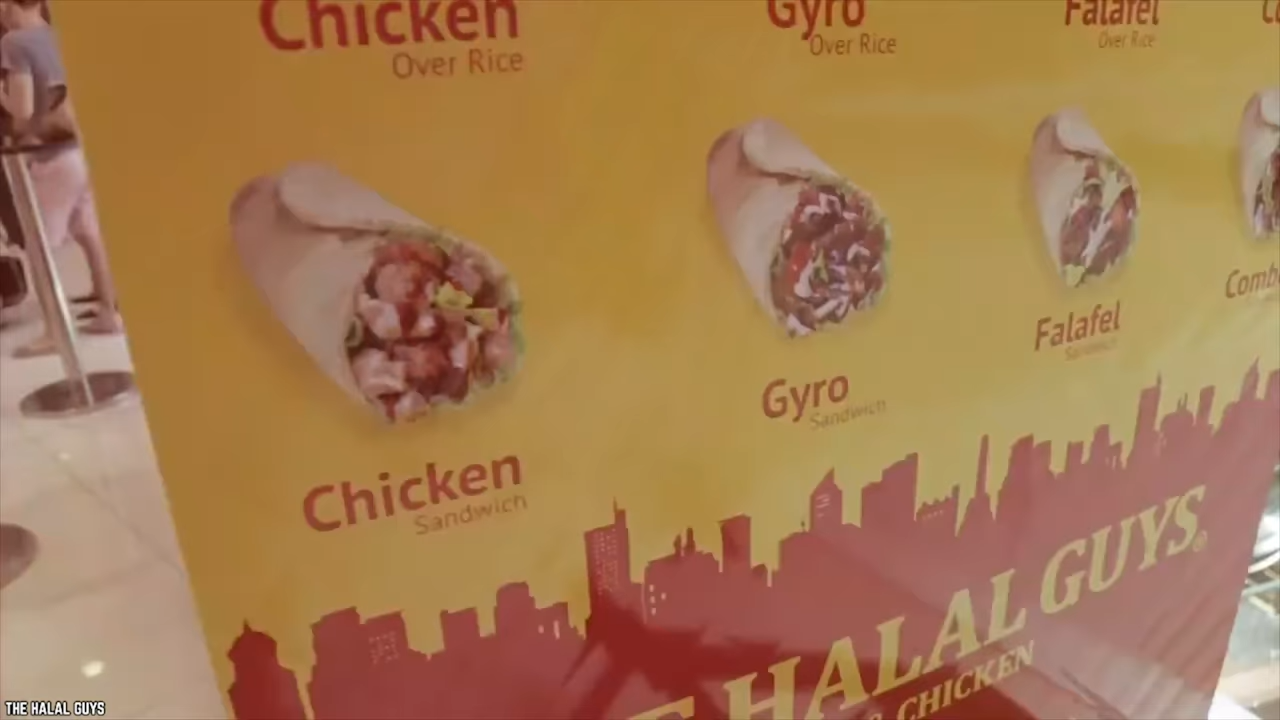 Chicken
Over Rice
Gyro
Over Rice
Falafel
Over Rice
Chicken
Sandwich
Gyro
Sandwich
Falafel
Sandwich
HALAL GUYS®
& CHICKEN
THE HALAL GUYS